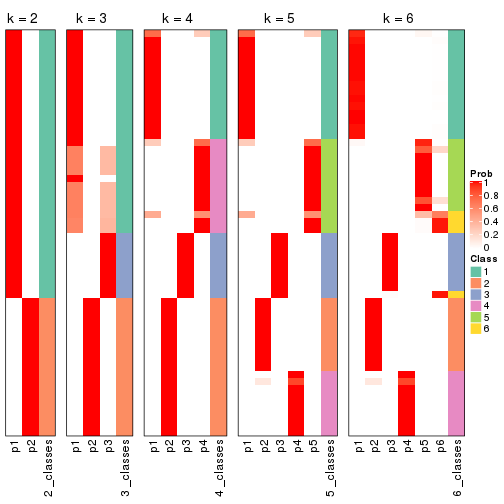 k = 2
k = 3
k = 4
k = 5
k = 6
Prob
1
0.8
0.6
0.4
0.2
0
Class
1
2
3
4
5
6
p1
p2
2_classes
p1
p2
p3
3_classes
p1
p2
p3
p4
4_classes
p1
p2
p3
p4
p5
5_classes
p1
p2
p3
p4
p5
p6
6_classes